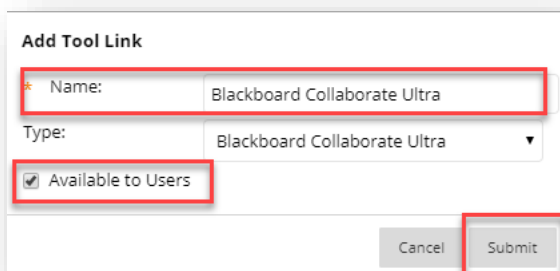 Add Tool Link
* Name: Blackboard Collaborate Ultra
Type: Blackboard Collaborate Ultra
Available to Users
Cancel Submit